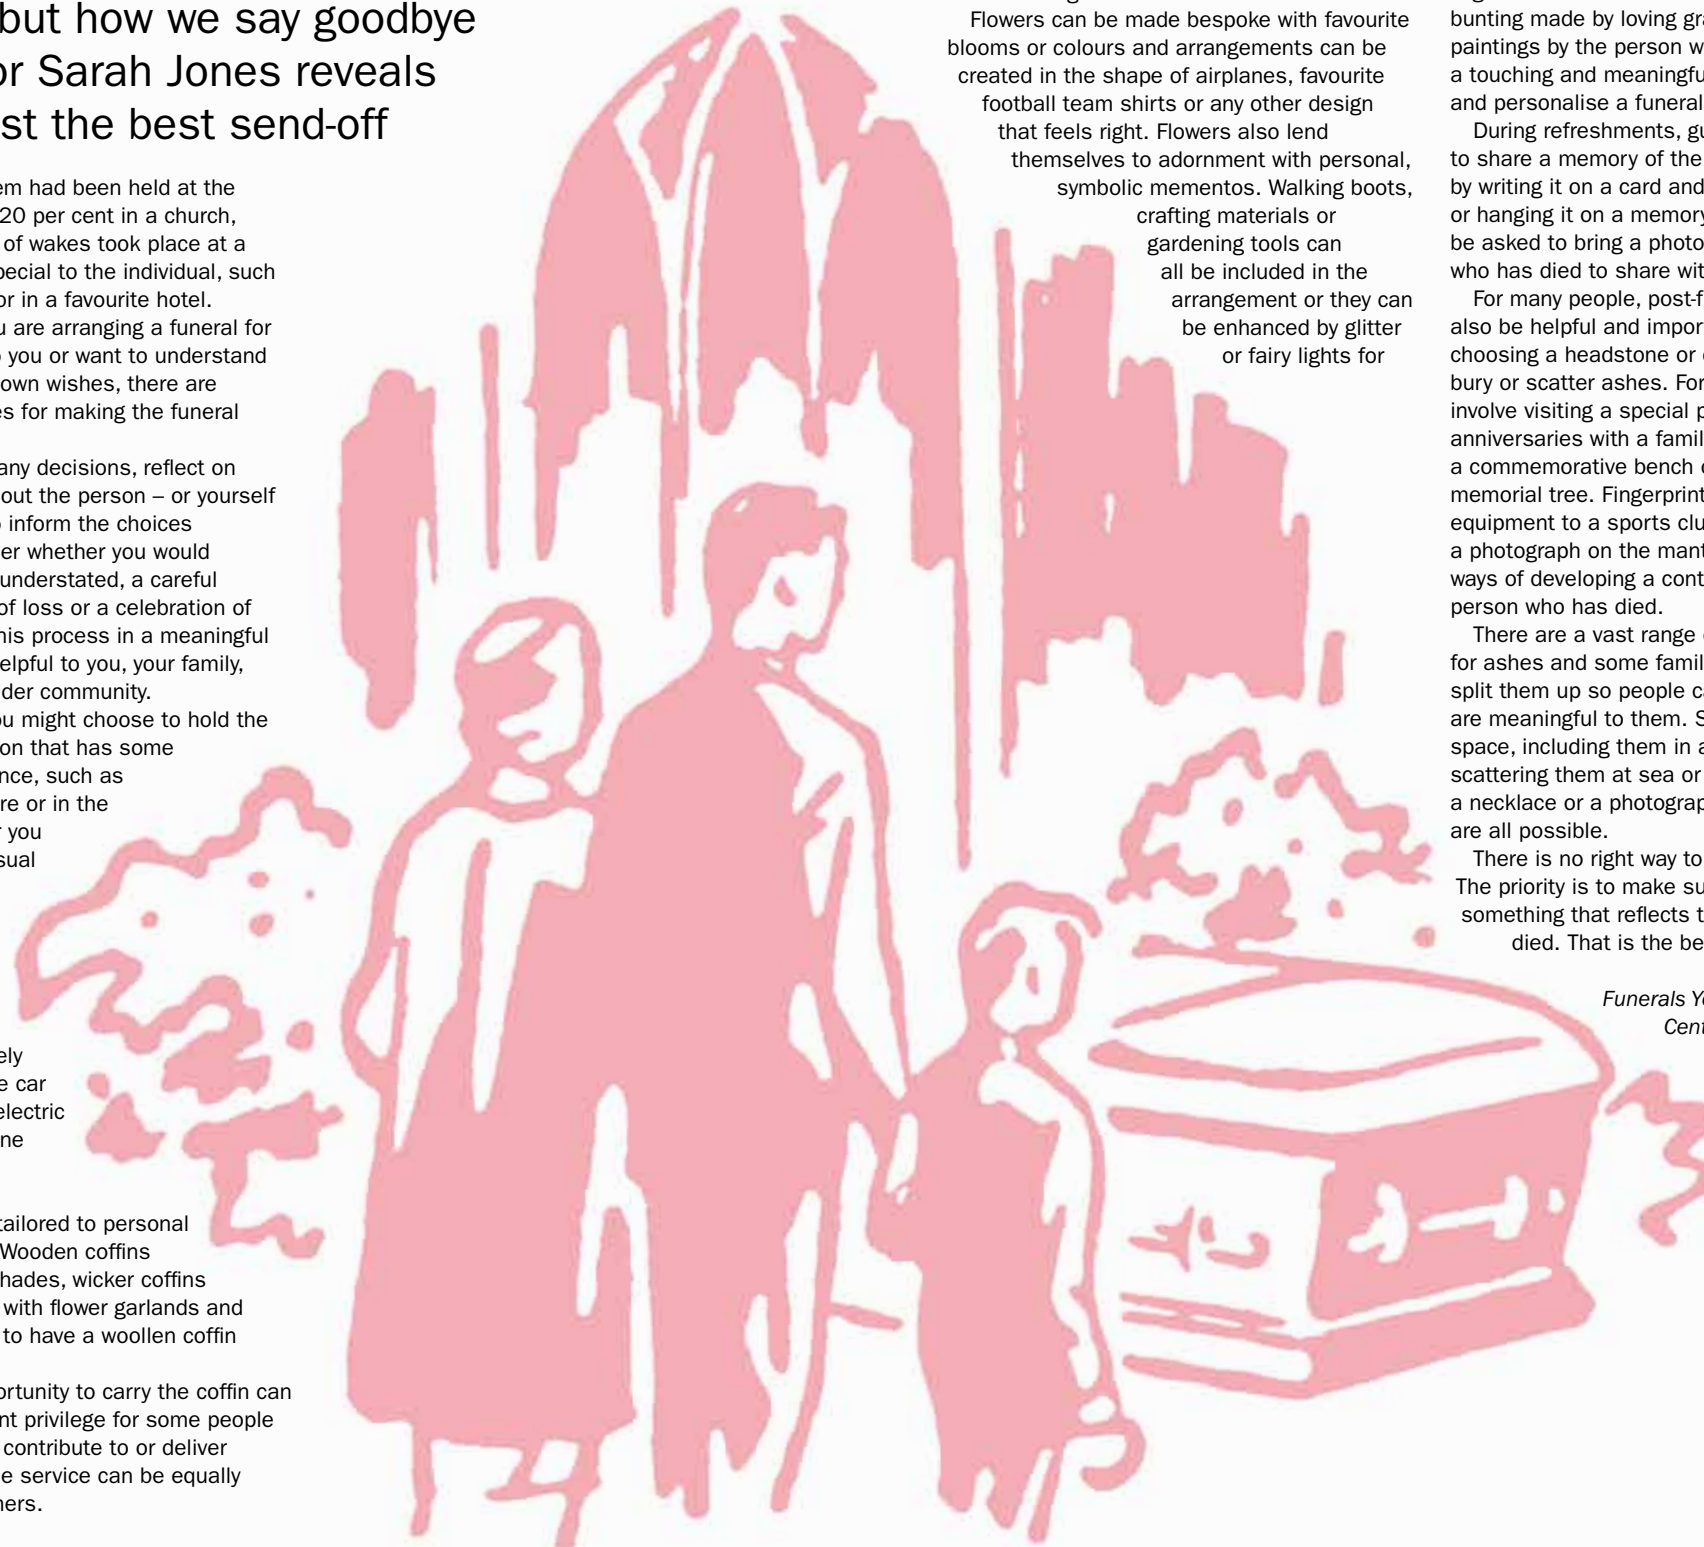 but how we say goodbye
or Sarah Jones reveals
st the best send-off
em had been held at the
20 per cent in a church,
of wakes took place at a
pecial to the individual, such
or in a favourite hotel.
u are arranging a funeral for
o you or want to understand
own wishes, there are
es for making the funeral
any decisions, reflect on
out the person – or yourself
o inform the choices
er whether you would
understated, a careful
of loss or a celebration of
his process in a meaningful
elpful to you, your family,
der community.
ou might choose to hold the
on that has some
nce, such as
re or in the
r you
sual
ely
e car
electric
ne
tailored to personal
Wooden coffins
hades, wicker coffins
with flower garlands and
to have a woollen coffin
ortunity to carry the coffin can
nt privilege for some people
contribute to or deliver
e service can be equally
hers.
Flowers can be made bespoke with favourite
blooms or colours and arrangements can be
created in the shape of airplanes, favourite
football team shirts or any other design
that feels right. Flowers also lend
themselves to adornment with personal,
symbolic mementos. Walking boots,
crafting materials or
gardening tools can
all be included in the
arrangement or they can
be enhanced by glitter
or fairy lights for
bunting made by loving gra
paintings by the person w
a touching and meaningfu
and personalise a funeral
During refreshments, gu
to share a memory of the
by writing it on a card and
or hanging it on a memory
be asked to bring a photo
who has died to share wit
For many people, post-f
also be helpful and impor
choosing a headstone or
bury or scatter ashes. For
involve visiting a special p
anniversaries with a famil
a commemorative bench
memorial tree. Fingerprint
equipment to a sports clu
a photograph on the mant
ways of developing a cont
person who has died.
There are a vast range
for ashes and some famil
split them up so people ca
are meaningful to them. S
space, including them in a
scattering them at sea or
a necklace or a photograp
are all possible.
There is no right way to
The priority is to make su
something that reflects t
died. That is the be
Funerals Yo
Cent